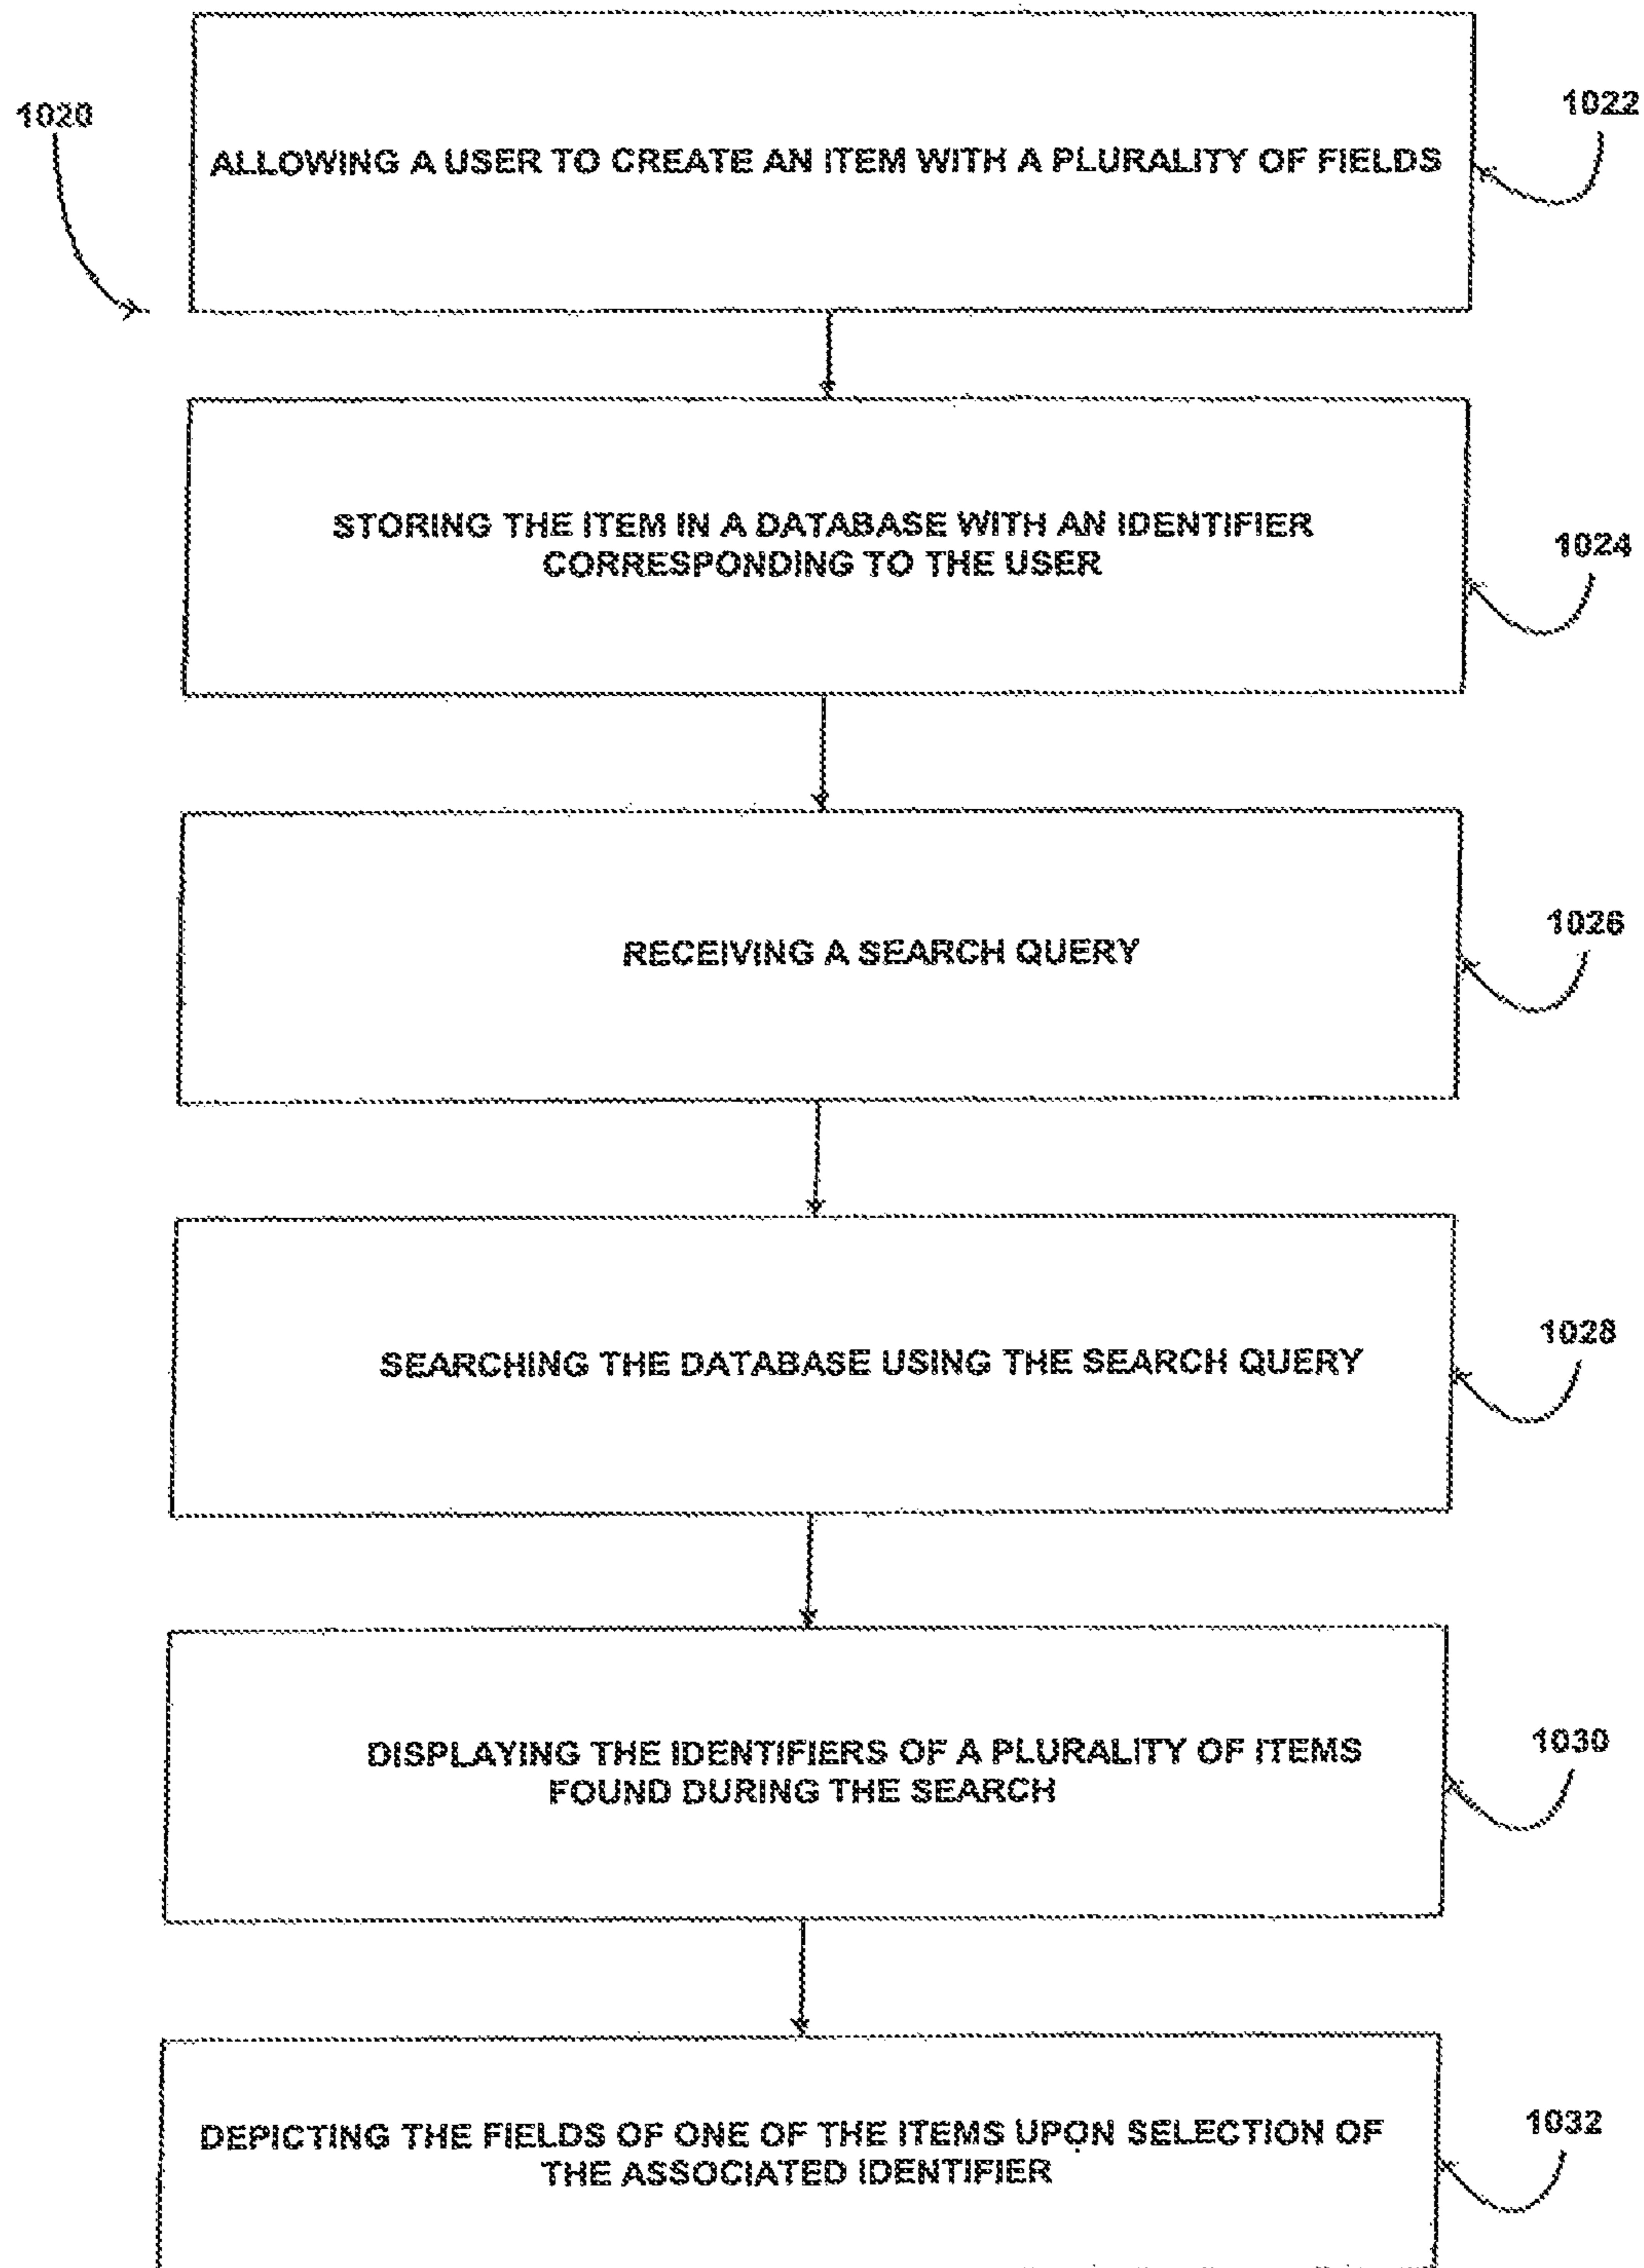 1020
1022
ALLOWING A USER TO CREATE AN ITEM WITH A PLURALITY OF FIELDS
STORING THE ITEM IN A DATABASE WITH AN IDENTIFIER
CORRESPONDING TO THE USER
1024
RECEIVING A SEARCH QUERY
1026
SEARCHING THE DATABASE USING THE SEARCH QUERY
1028
DISPLAYING THE IDENTIFIERS OF A PLURALITY OF ITEMS
FOUND DURING THE SEARCH
1030
DEPICTING THE FIELDS OF ONE OF THE ITEMS UPON SELECTION OF
THE ASSOCIATED IDENTIFIER
1032